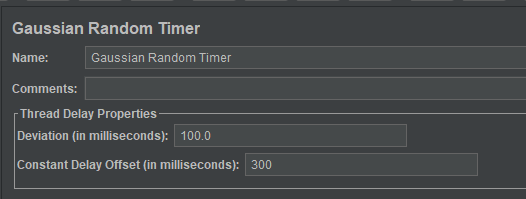 Gaussian Random Timer
Name: Gaussian Random Timer
Comments:
Thread Delay Properties
Deviation (in milliseconds): 100.0
Constant Delay Offset (in milliseconds): 300